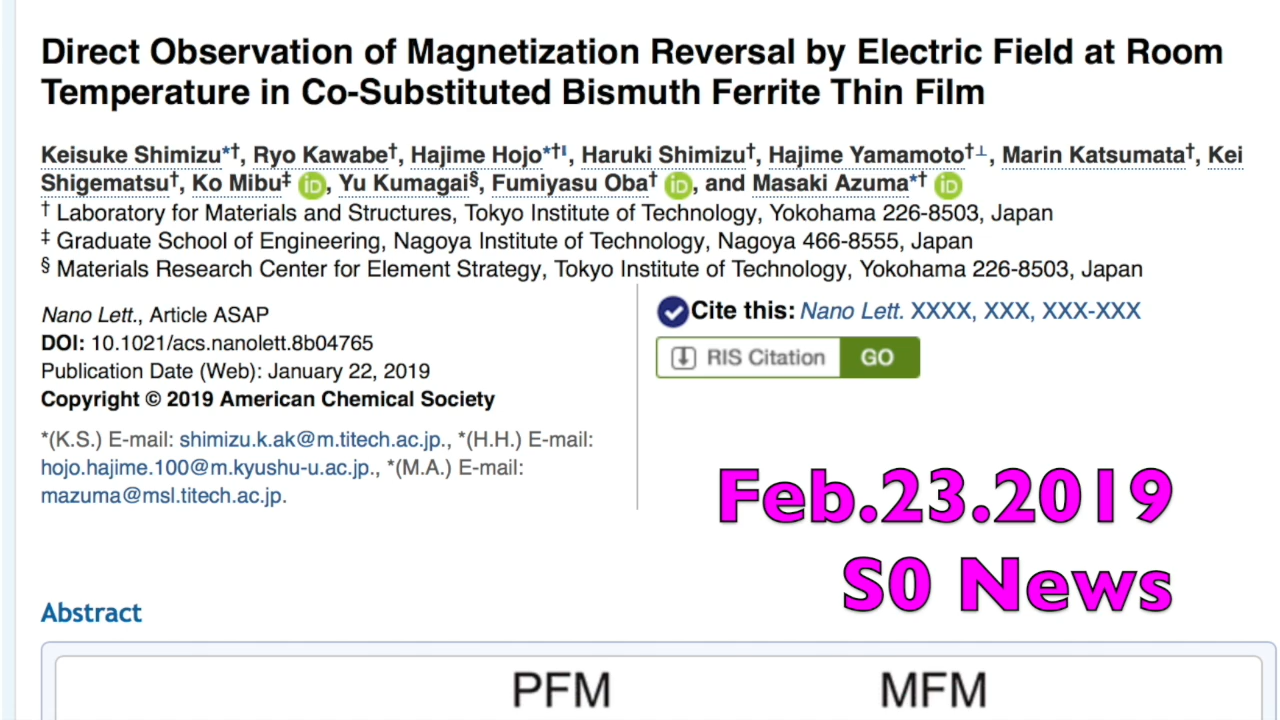 Direct Observation of Magnetization Reversal by Electric Field at Room
Temperature in Co-Substituted Bismuth Ferrite Thin Film
Keisuke Shimizu*†, Ryo Kawabe†, Hajime Hojo*†∥, Haruki Shimizu†, Hajime Yamamoto†⊥, Marin Katsumata†, Kei
Shigematsu†, Ko Mibu‡ iD, Yu Kumagai§, Fumiyasu Oba† iD, and Masaki Azuma*† iD
† Laboratory for Materials and Structures, Tokyo Institute of Technology, Yokohama 226-8503, Japan
‡ Graduate School of Engineering, Nagoya Institute of Technology, Nagoya 466-8555, Japan
§ Materials Research Center for Element Strategy, Tokyo Institute of Technology, Yokohama 226-8503, Japan
Nano Lett., Article ASAP
DOI: 10.1021/acs.nanolett.8b04765
Publication Date (Web): January 22, 2019
Copyright © 2019 American Chemical Society
*(K.S.) E-mail: shimizu.k.ak@m.titech.ac.jp., *(H.H.) E-mail:
hojo.hajime.100@m.kyushu-u.ac.jp., *(M.A.) E-mail:
mazuma@msl.titech.ac.jp.
Cite this: Nano Lett. XXXX, XXX, XXX-XXX
RIS Citation GO
Feb.23.2019
S0 News
Abstract
PFM MFM